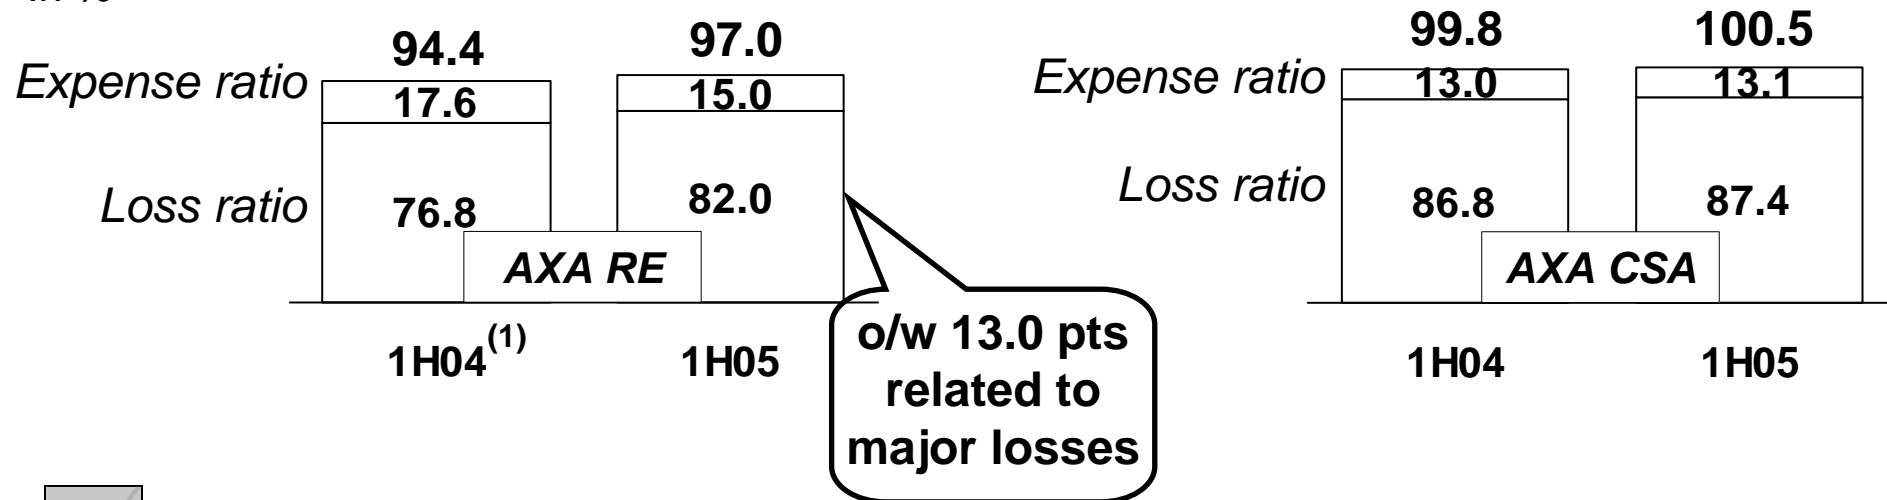 94.4
97.0
Expense ratio
17.6
15.0
Loss ratio
76.8
82.0
AXA RE
1H04(1)
1H05
o/w 13.0 pts
related to
major losses
99.8
100.5
Expense ratio
13.0
13.1
Loss ratio
86.8
87.4
AXA CSA
1H04
1H05